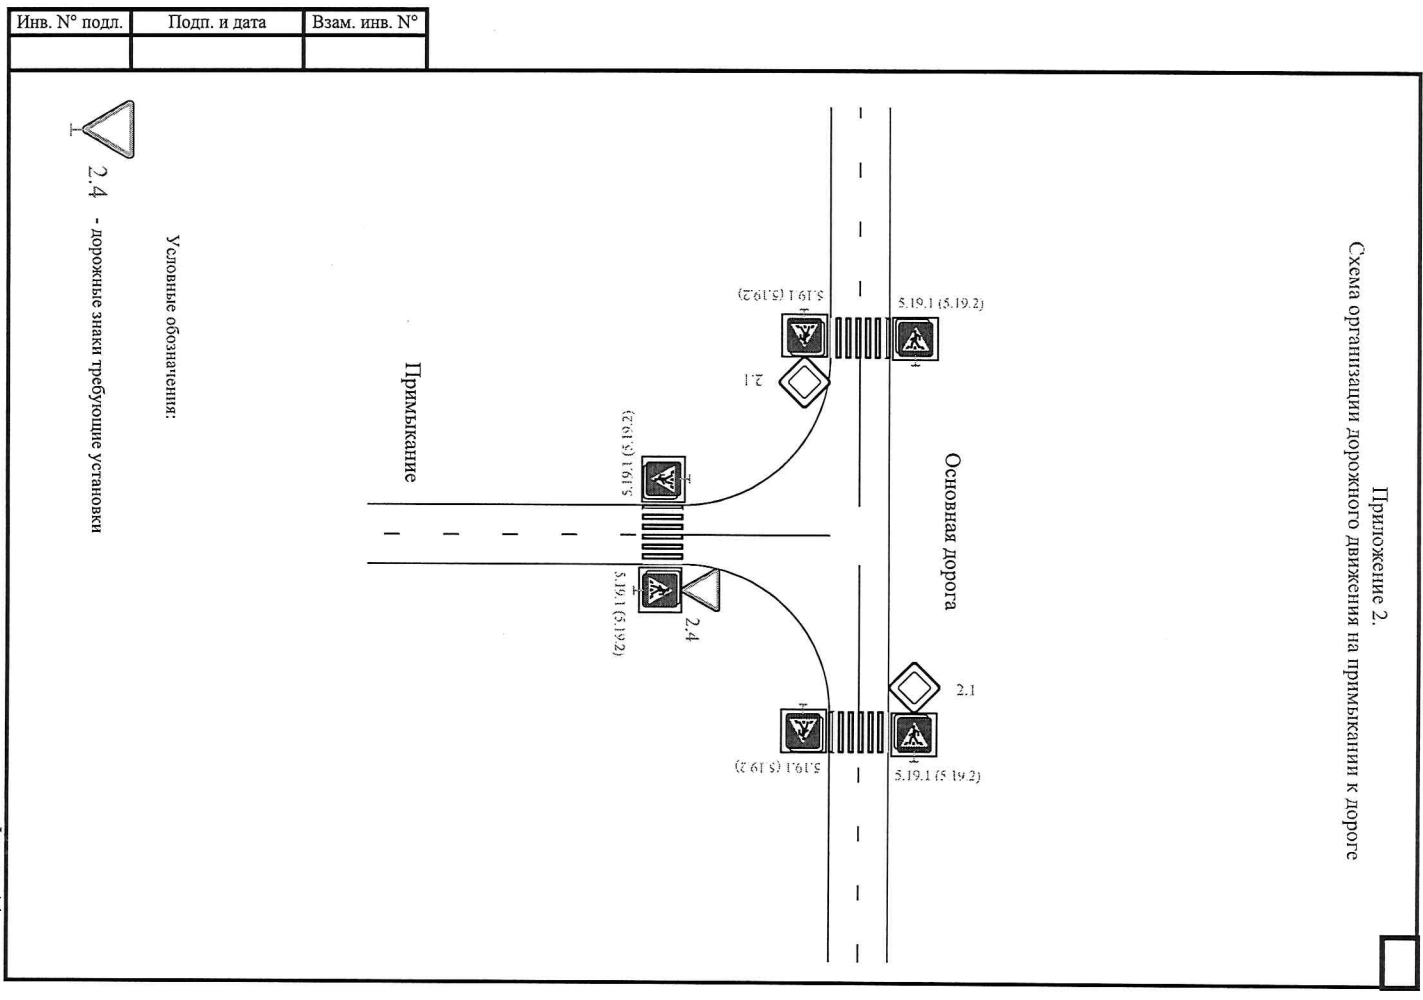 Инв. N° подл.
Подп. и дата
Взам. инв. N°
Приложение 2.
Схема организации дорожного движения на примыкании к дороге
Основная дорога
5.19.1 (5.19.2)
5.19.1 (5.19.2)
2.1
5.19.1 (5.19.2)
5.19.1 (5.19.2)
2.4
2.1
5.19.1 (5.19.2)
5.19.1 (5.19.2)
Примыкание
Условные обозначения:
2.4 - дорожные знаки требующие установки